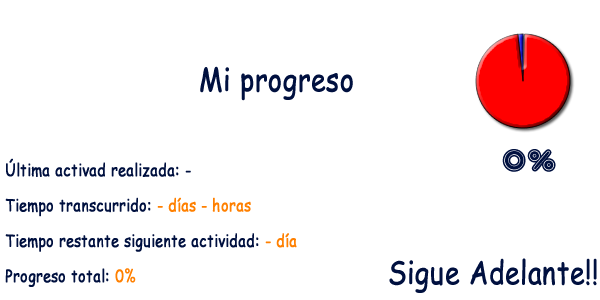 Mi progreso
0%
Última activad realizada: -
Tiempo transcurrido: - días - horas
Tiempo restante siguiente actividad: - día
Progreso total: 0%
Sigue Adelante!!